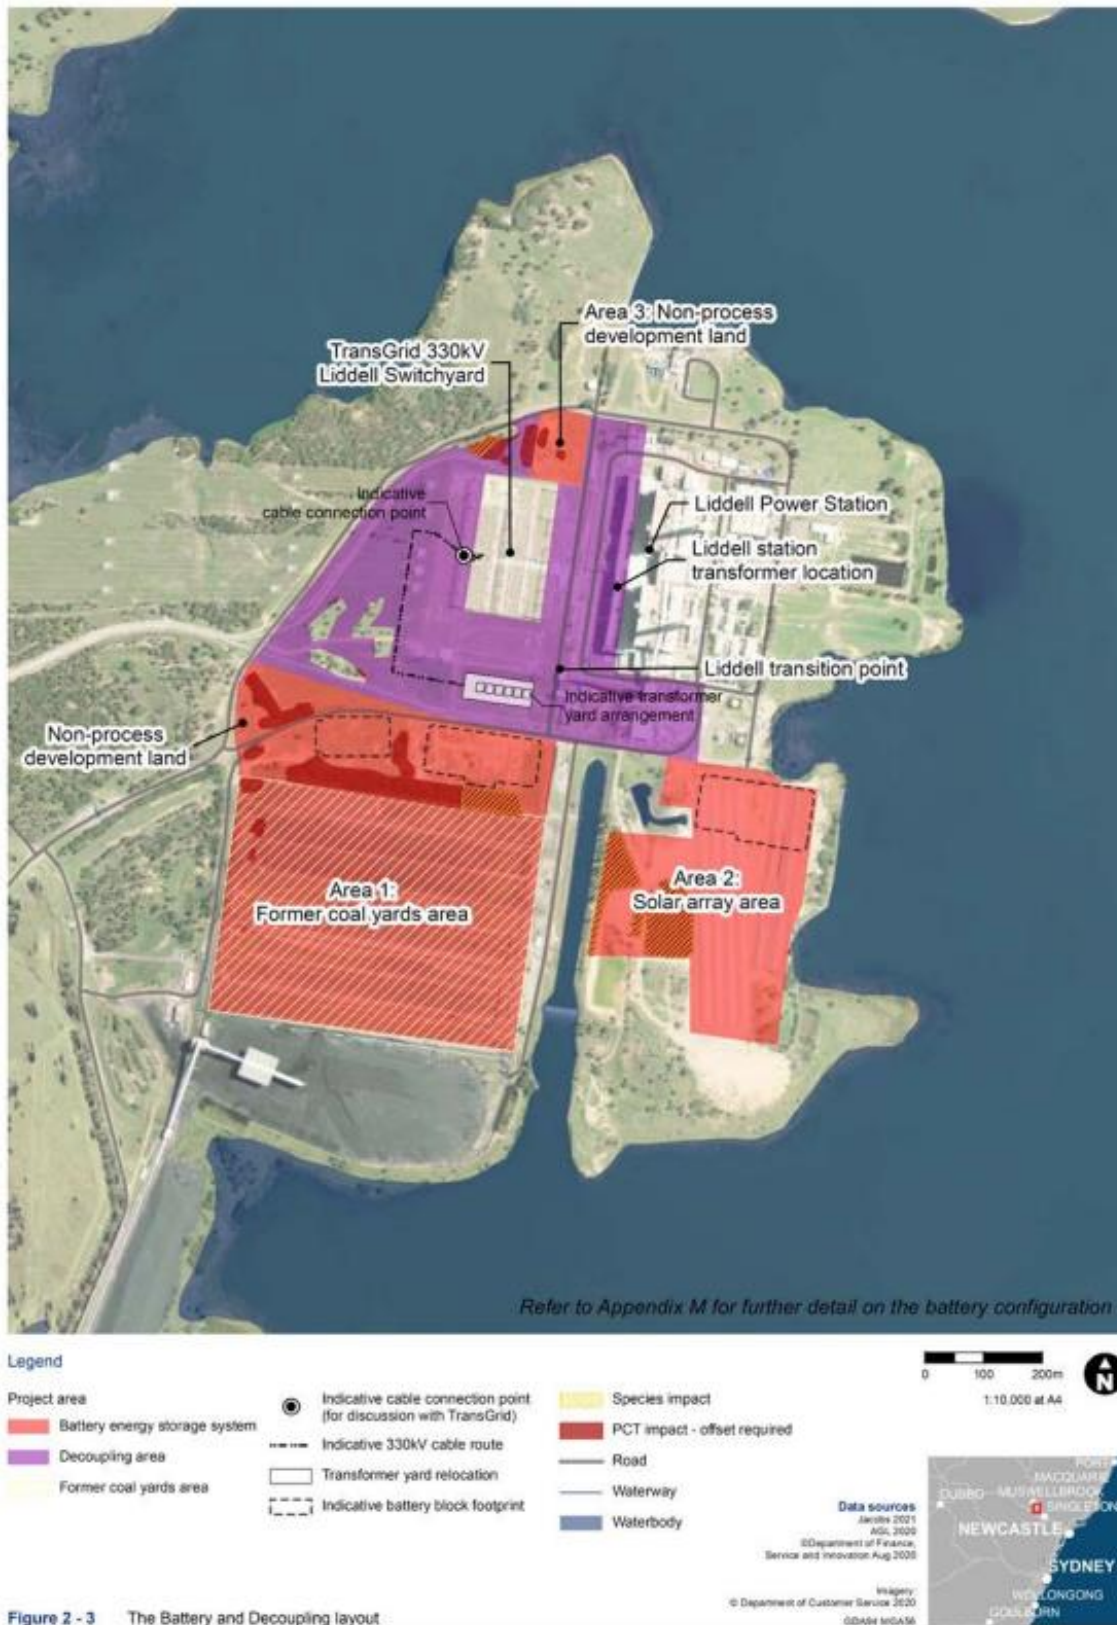 Area 3: Non-process
development land
TransGrid 330kV
Liddell Switchyard
Indicative
cable connection point
Liddell Power Station
Liddell station
transformer location
Liddell transition point
Indicative transformer
yard arrangement
Non-process
development land
Area 1:
Former coal yards area
Area 2:
Solar array area
Refer to Appendix M for further detail on the battery configuration
Legend
Project area
Battery energy storage system
Decoupling area
Former coal yards area
Indicative cable connection point
(for discussion with TransGrid)
Indicative 330kV cable route
Transformer yard relocation
Indicative battery block footprint
Species impact
PCT impact - offset required
Road
Waterway
Waterbody
0 100 200m
N
1:10,000 at A4
Data sources
Jacobs 2021
AGL 2020
©Department of Finance,
Service and Innovation Aug 2020
Imagery:
© Department of Customer Service 2020
GDA94 MGA56
PORT
MACQUARIE
DUBBO
MUSWELLBROOK
SINGLETON
NEWCASTLE
SYDNEY
WOLLONGONG
GOULBURN
Figure 2 - 3 The Battery and Decoupling layout